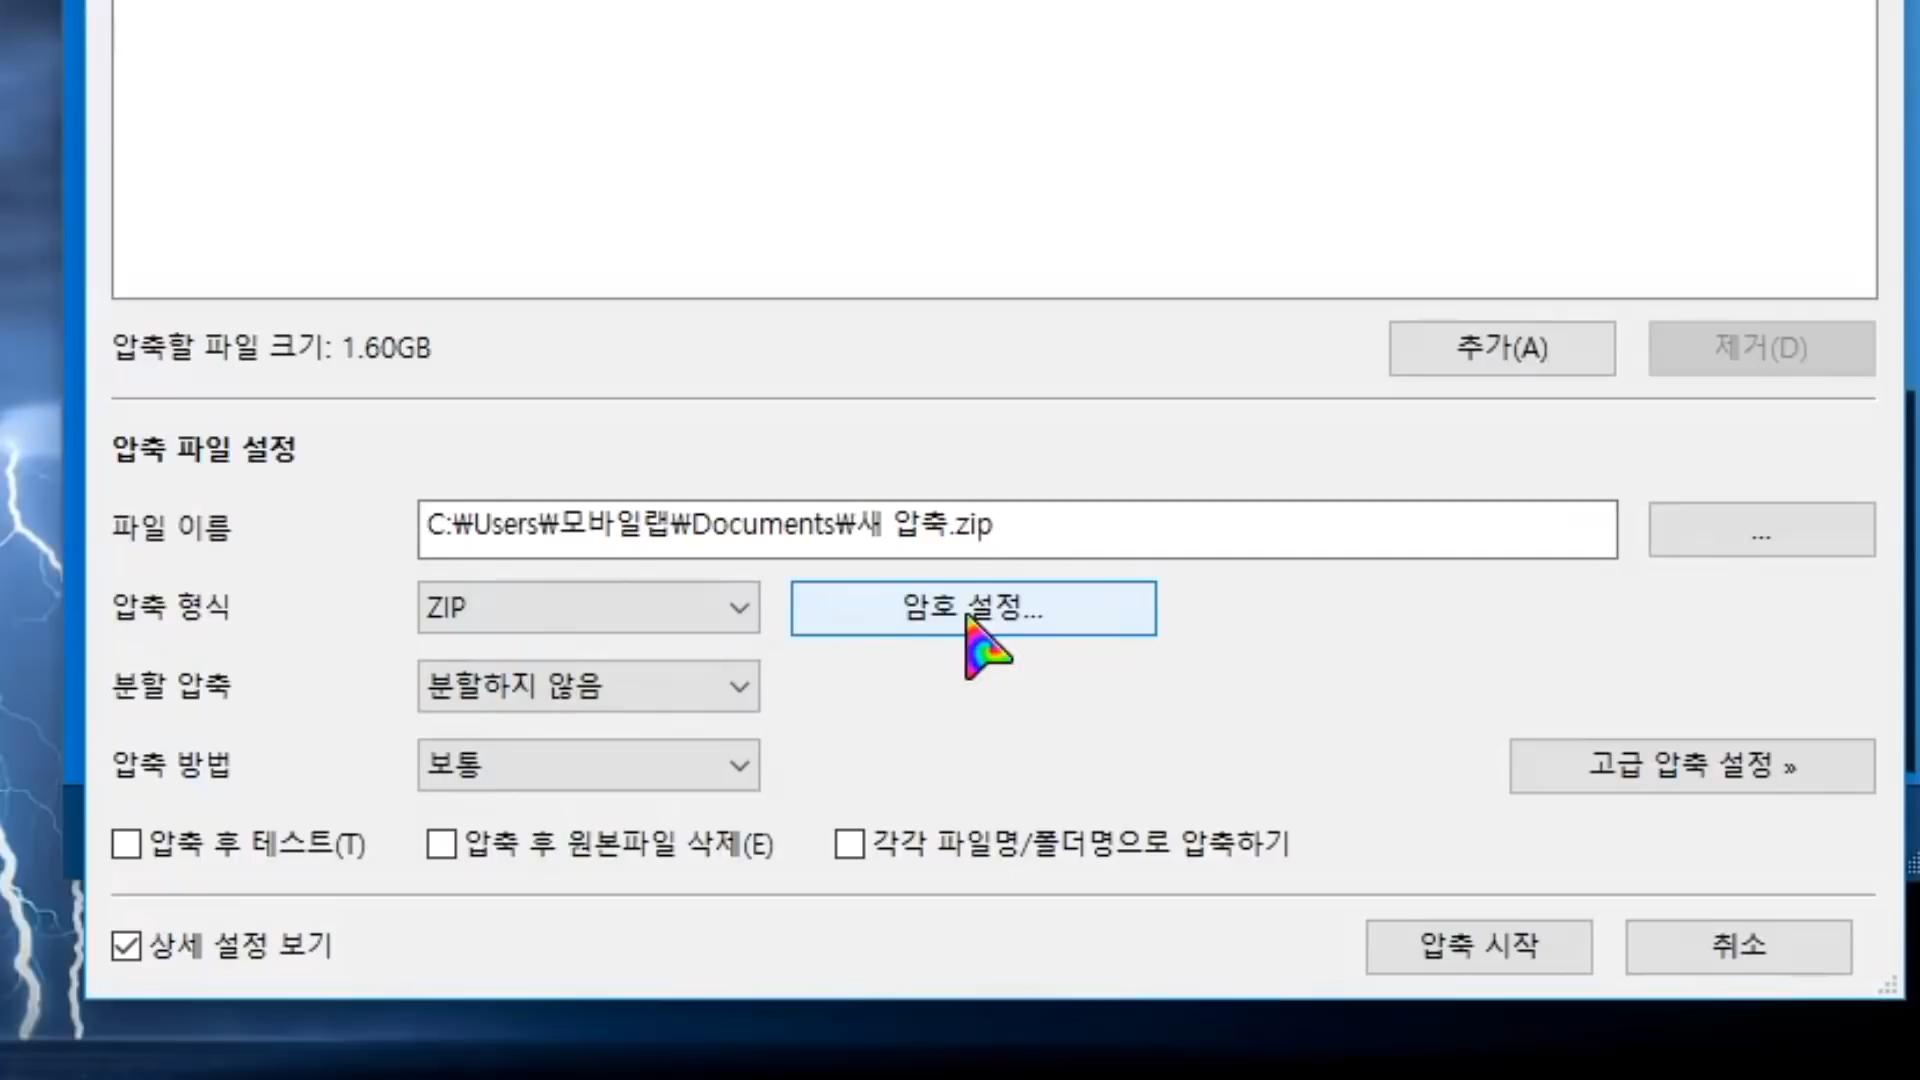 압축할 파일 크기: 1.60GB
추가(A)
제거(D)
압축 파일 설정
파일 이름
C:₩Users₩모바일랩₩Documents₩새 압축.zip
...
압축 형식
ZIP
암호 설정...
분할 압축
분할하지 않음
압축 방법
보통
고급 압축 설정 »
압축 후 테스트(T)
압축 후 원본파일 삭제(E)
각각 파일명/폴더명으로 압축하기
상세 설정 보기
압축 시작
취소